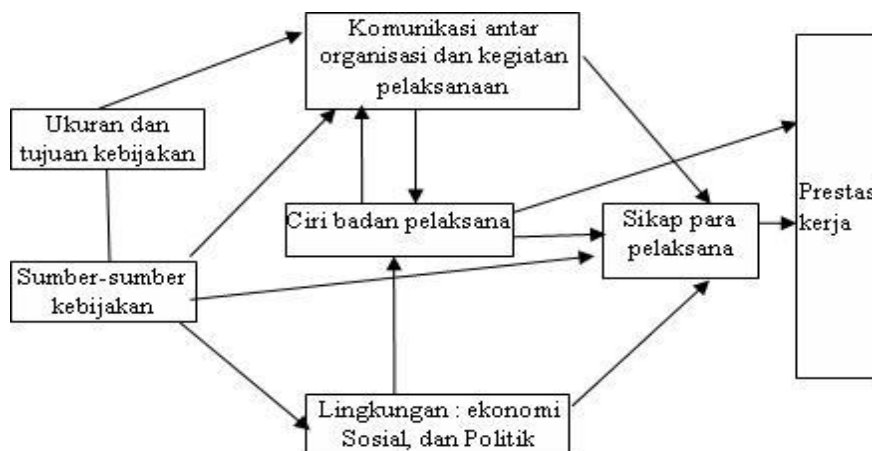 Komunikasi antar
organisasi dan kegiatan
pelaksanaan
Ukuran dan
tujuan kebijakan
Ciri badan pelaksana
Sikap para
pelaksana
Prestas
kerja
Sumber-sumber
kebijakan
Lingkungan : ekonomi
Sosial, dan Politik